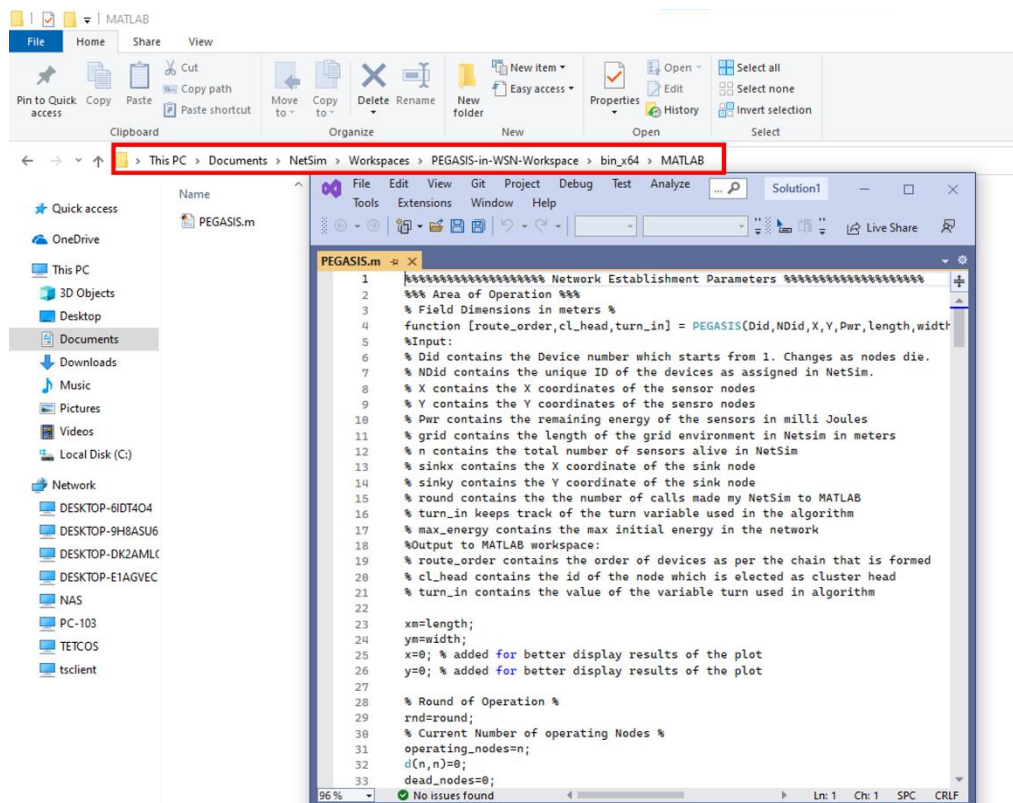 MATLAB
File Home Share View
Pin to Quick access
Copy
Paste
Cut
Copy path
Paste shortcut
Move to
Copy to
Delete
Rename
New folder
New item
Easy access
Properties
Open
Edit
History
Select all
Select none
Invert selection
Clipboard Organize New Open Select
This PC > Documents > NetSim > Workspaces > PEGASIS-in-WSN-Workspace > bin_x64 > MATLAB
Quick access
OneDrive
This PC
3D Objects
Desktop
Documents
Downloads
Music
Pictures
Videos
Local Disk (C:)
Network
DESKTOP-6IDT4O4
DESKTOP-9H8ASU6
DESKTOP-DK2AML(
DESKTOP-E1AGVEC
NAS
PC-103
TETCOS
tsclient
Name
PEGASIS.m
File Edit View Git Project Debug Test Analyze ... Solution1
Tools Extensions Window Help
Live Share
PEGASIS.m
1 %%%%%%%%%%%%%%%%%%%% Network Establishment Parameters %%%%%%%%%%%%%%%%%%%%
2 %%% Area of Operation %%%
3 % Field Dimensions in meters %
4 function [route_order,cl_head,turn_in] = PEGASIS(Did,NDid,X,Y,Pwr,length,width
5 %Input:
6 % Did contains the Device number which starts from 1. Changes as nodes die.
7 % NDid contains the unique ID of the devices as assigned in NetSim.
8 % X contains the X coordinates of the sensor nodes
9 % Y contains the Y coordinates of the sensro nodes
10 % Pwr contains the remaining energy of the sensors in milli Joules
11 % grid contains the length of the grid environment in Netsim in meters
12 % n contains the total number of sensors alive in NetSim
13 % sinkx contains the X coordinate of the sink node
14 % sinky contains the Y coordinate of the sink node
15 % round contains the the number of calls made my NetSim to MATLAB
16 % turn_in keeps track of the turn variable used in the algorithm
17 % max_energy contains the max initial energy in the network
18 %Output to MATLAB workspace:
19 % route_order contains the order of devices as per the chain that is formed
20 % cl_head contains the id of the node which is elected as cluster head
21 % turn_in contains the value of the variable turn used in algorithm
22
23 xm=length;
24 ym=width;
25 x=0; % added for better display results of the plot
26 y=0; % added for better display results of the plot
27
28 % Round of Operation %
29 rnd=round;
30 % Current Number of operating Nodes %
31 operating_nodes=n;
32 d(n,n)=0;
33 dead_nodes=0;
96 % No issues found Ln: 1 Ch: 1 SPC CRLF